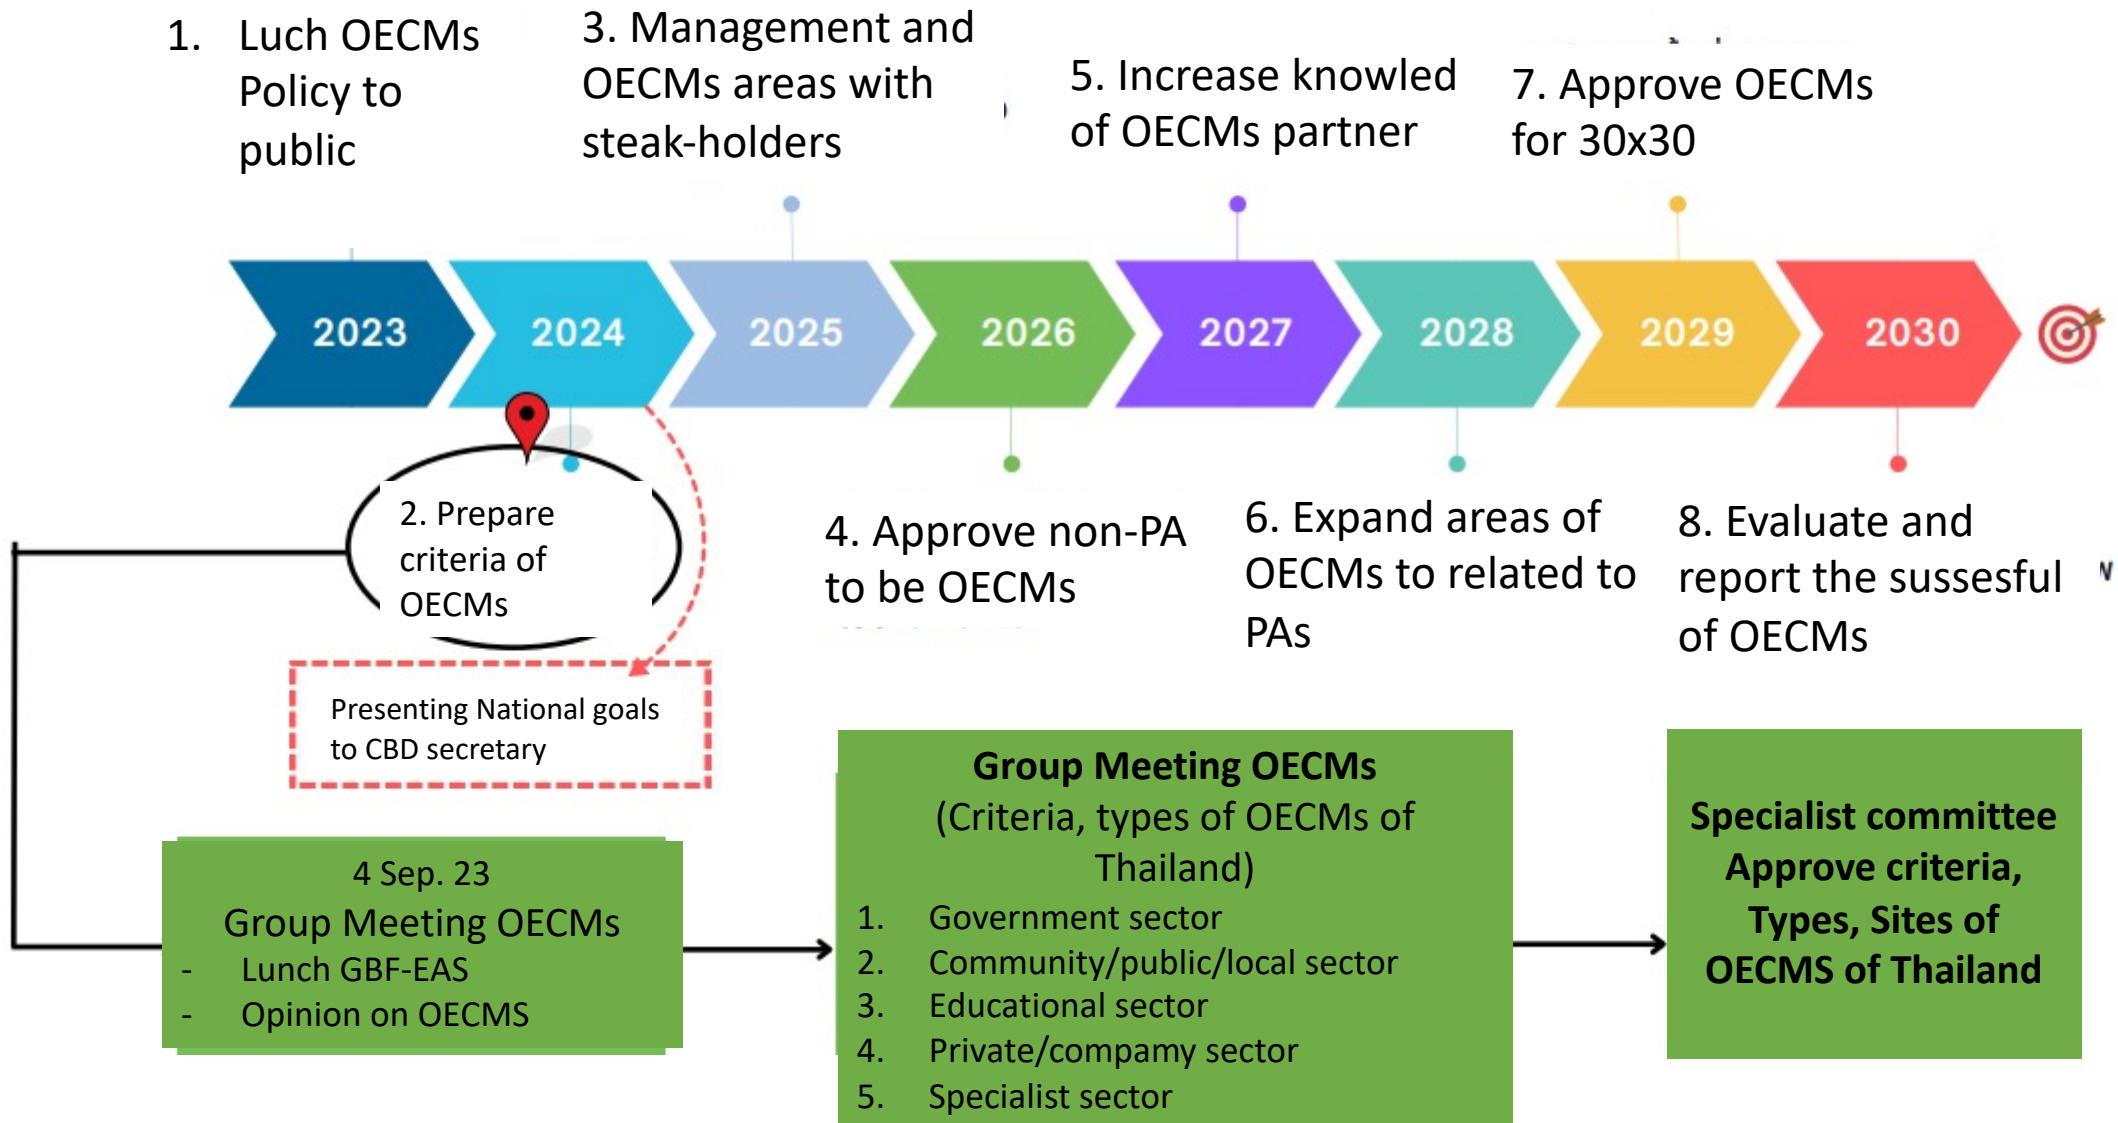 1. Luch OECMs
Policy to
public
3. Management and
OECMs areas with
steak-holders
5. Increase knowled
of OECMs partner
7. Approve OECMs
for 30x30
2023
2024
2025
2026
2027
2028
2029
2030
2. Prepare
criteria of
OECMs
4. Approve non-PA
to be OECMs
6. Expand areas of
OECMs to related to
PAs
8. Evaluate and
report the sussesful
of OECMs
Presenting National goals
to CBD secretary
4 Sep. 23
Group Meeting OECMs
- Lunch GBF-EAS
- Opinion on OECMS
Group Meeting OECMs
(Criteria, types of OECMs of
Thailand)
1. Government sector
2. Community/public/local sector
3. Educational sector
4. Private/compamy sector
5. Specialist sector
Specialist committee
Approve criteria,
Types, Sites of
OECMS of Thailand